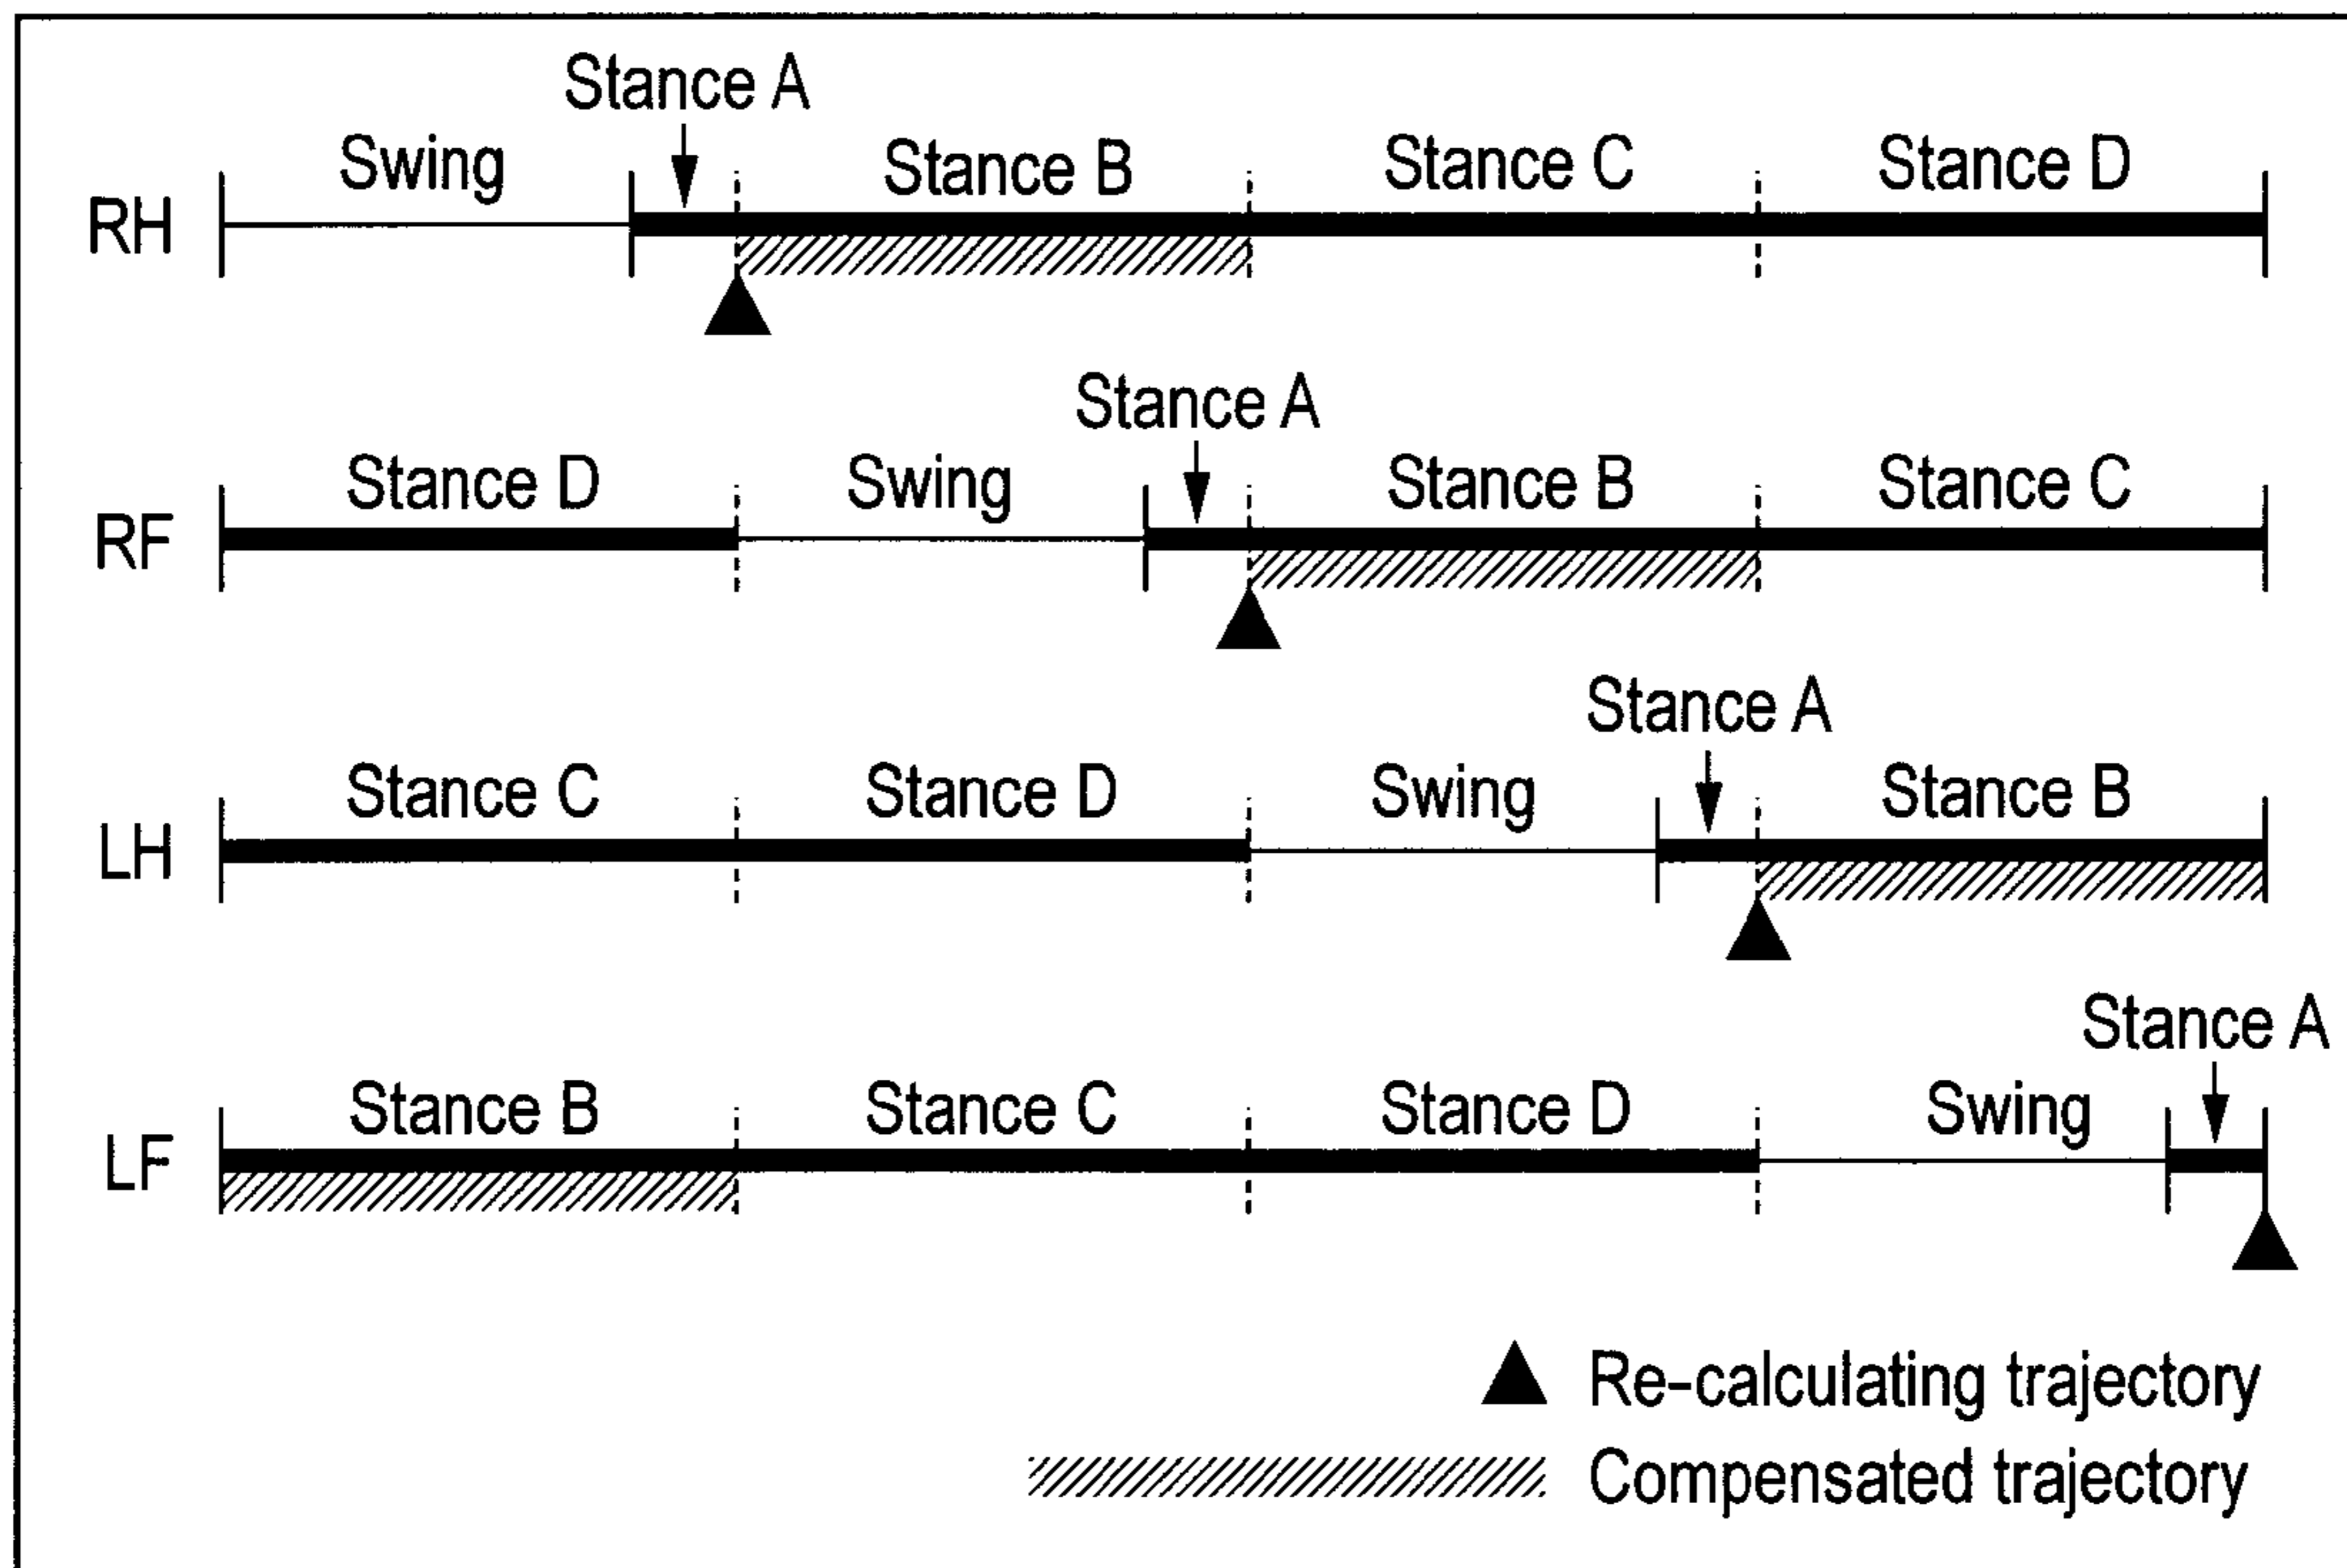 Stance A
Swing Stance B Stance C Stance D
RH
Stance A
Stance D Swing Stance B Stance C
RF
Stance A
Stance C Stance D Swing Stance B
LH
Stance A
Stance B Stance C Stance D Swing
LF
Re-calculating trajectory
Compensated trajectory